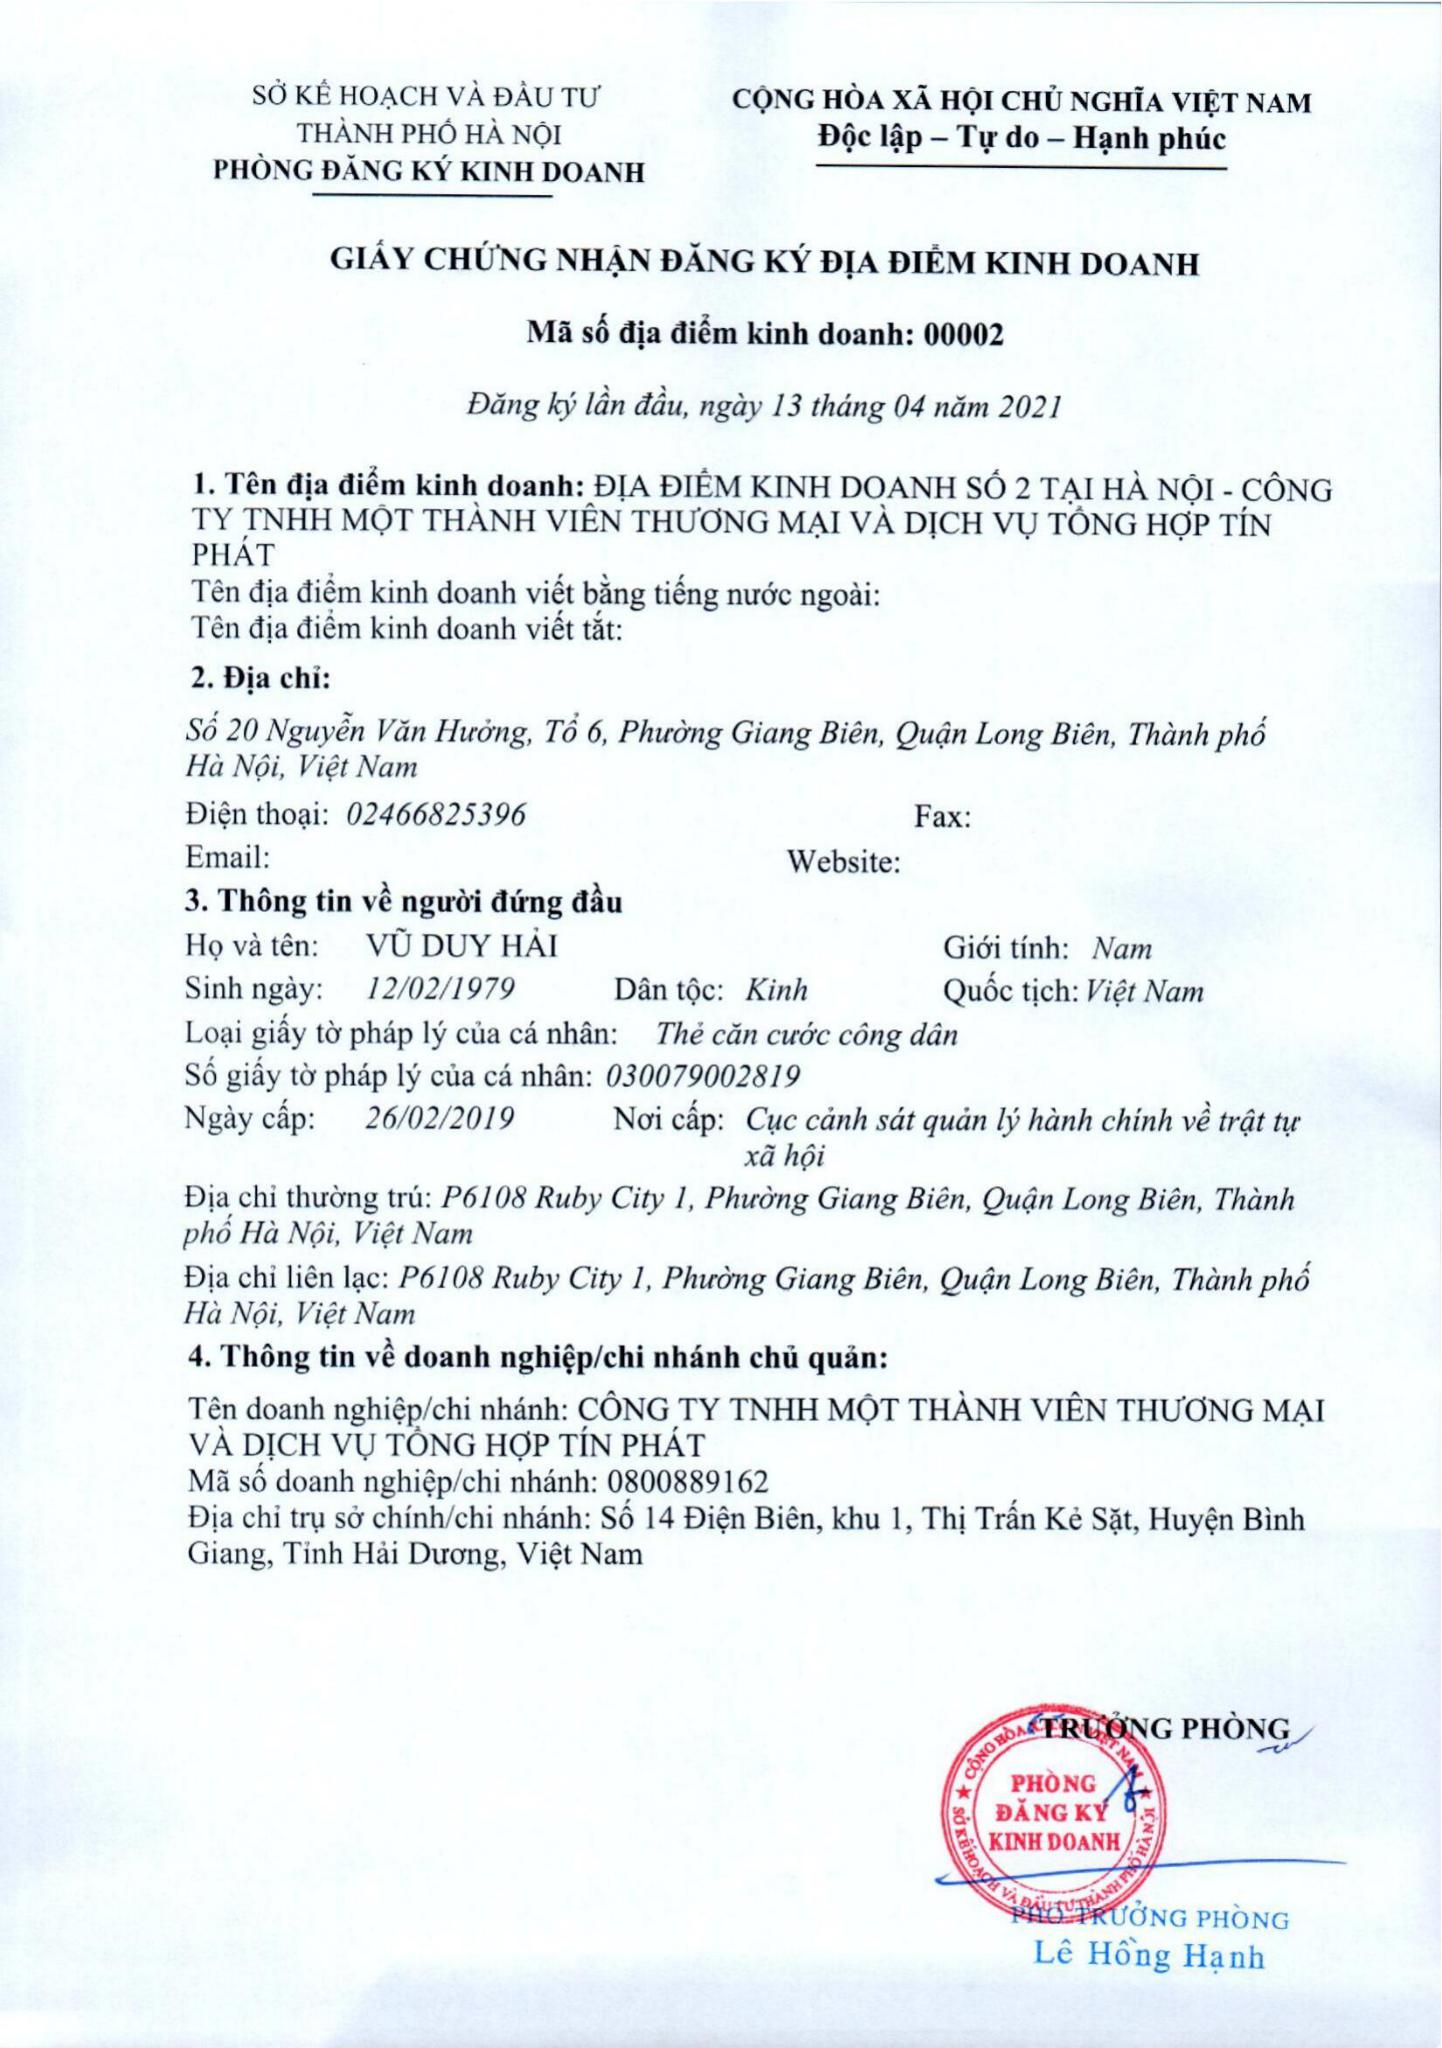 SỞ KẾ HOẠCH VÀ ĐẦU TƯ
THÀNH PHỐ HÀ NỘI
PHÒNG ĐĂNG KÝ KINH DOANH
CỘNG HÒA XÃ HỘI CHỦ NGHĨA VIỆT NAM
Độc lập – Tự do – Hạnh phúc
GIẤY CHỨNG NHẬN ĐĂNG KÝ ĐỊA ĐIỂM KINH DOANH
Mã số địa điểm kinh doanh: 00002
Đăng ký lần đầu, ngày 13 tháng 04 năm 2021
1. Tên địa điểm kinh doanh: ĐỊA ĐIỂM KINH DOANH SỐ 2 TẠI HÀ NỘI - CÔNG
TY TNHH MỘT THÀNH VIÊN THƯƠNG MẠI VÀ DỊCH VỤ TỔNG HỢP TÍN
PHÁT
Tên địa điểm kinh doanh viết bằng tiếng nước ngoài:
Tên địa điểm kinh doanh viết tắt:
2. Địa chỉ:
Số 20 Nguyễn Văn Hưởng, Tổ 6, Phường Giang Biên, Quận Long Biên, Thành phố
Hà Nội, Việt Nam
Điện thoại: 02466825396 Fax:
Email: Website:
3. Thông tin về người đứng đầu
Họ và tên: VŨ DUY HẢI Giới tính: Nam
Sinh ngày: 12/02/1979 Dân tộc: Kinh Quốc tịch: Việt Nam
Loại giấy tờ pháp lý của cá nhân: Thẻ căn cước công dân
Số giấy tờ pháp lý của cá nhân: 030079002819
Ngày cấp: 26/02/2019 Nơi cấp: Cục cảnh sát quản lý hành chính về trật tự
xã hội
Địa chỉ thường trú: P6108 Ruby City 1, Phường Giang Biên, Quận Long Biên, Thành
phố Hà Nội, Việt Nam
Địa chỉ liên lạc: P6108 Ruby City 1, Phường Giang Biên, Quận Long Biên, Thành phố
Hà Nội, Việt Nam
4. Thông tin về doanh nghiệp/chi nhánh chủ quản:
Tên doanh nghiệp/chi nhánh: CÔNG TY TNHH MỘT THÀNH VIÊN THƯƠNG MẠI
VÀ DỊCH VỤ TỔNG HỢP TÍN PHÁT
Mã số doanh nghiệp/chi nhánh: 0800889162
Địa chỉ trụ sở chính/chi nhánh: Số 14 Điện Biên, khu 1, Thị Trấn Kẻ Sặt, Huyện Bình
Giang, Tỉnh Hải Dương, Việt Nam
TRƯỞNG PHÒNG
PHÒNG
ĐĂNG KÝ
KINH DOANH
SỞ KẾ HOẠCH VÀ ĐẦU TƯ THÀNH PHỐ HÀ NỘI
PHÓ TRƯỞNG PHÒNG
Lê Hồng Hạnh